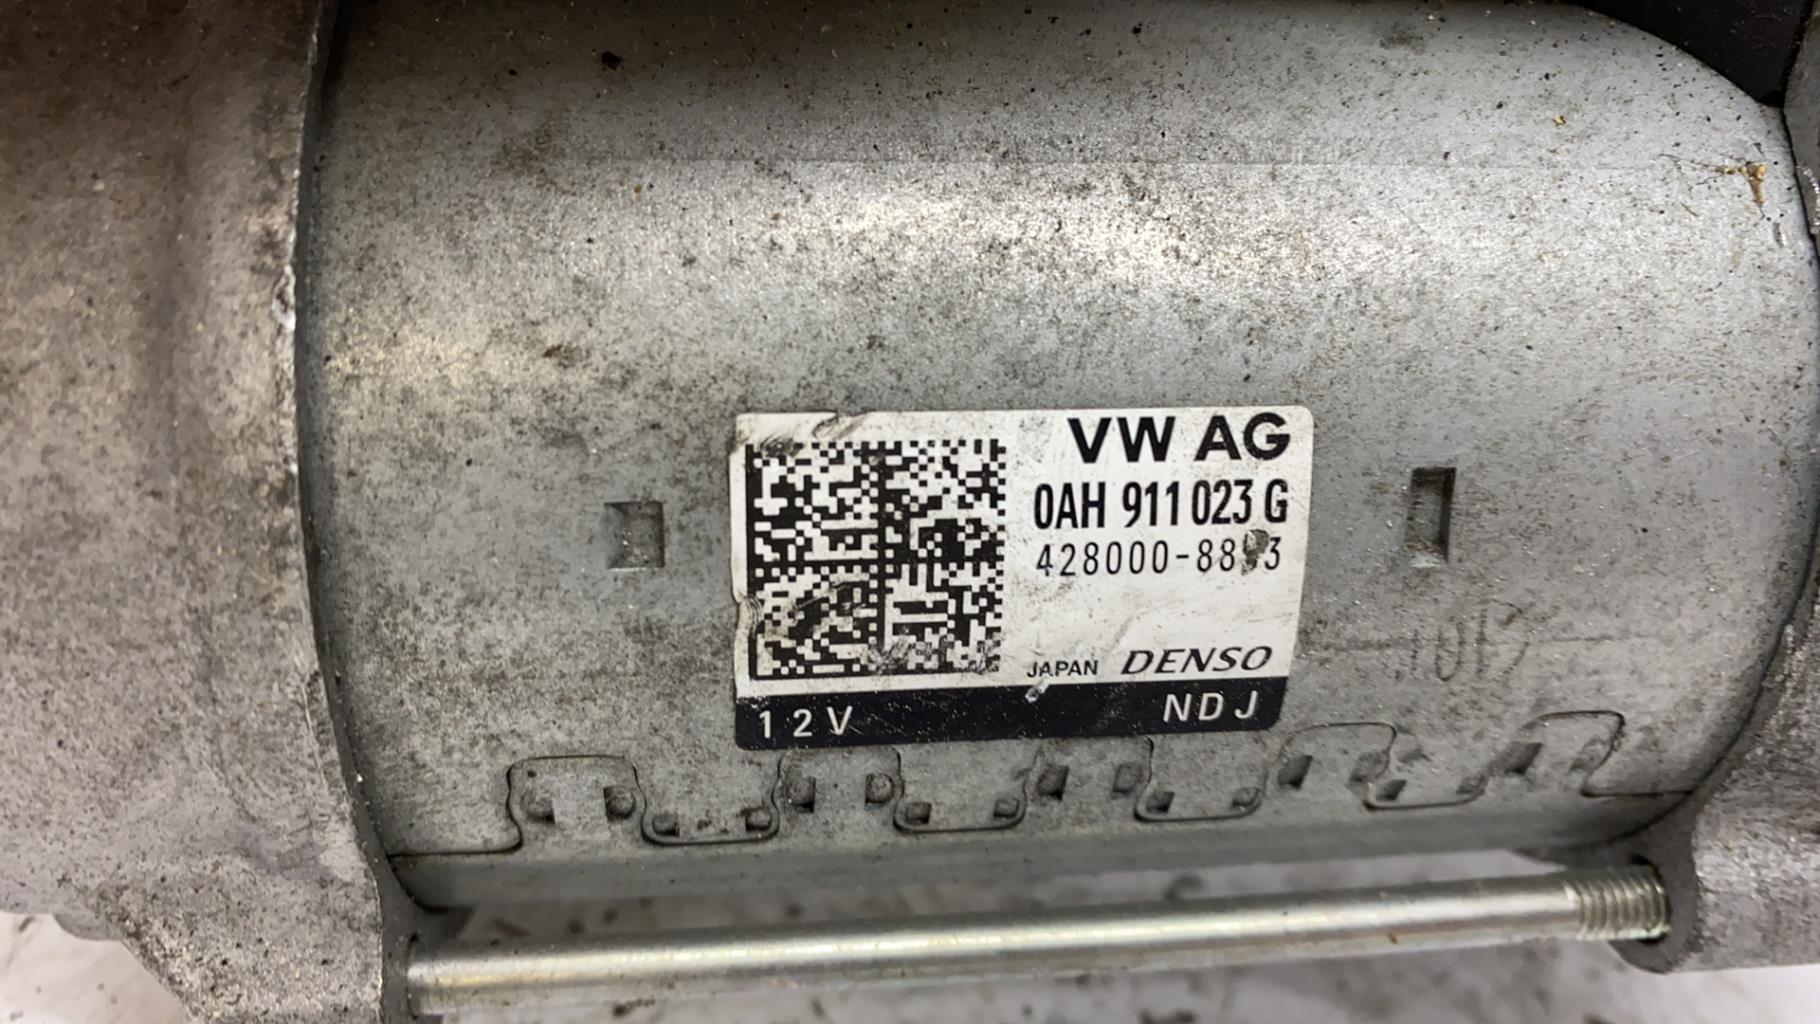 VW AG
0AH 911 023 G
JAPAN DENSO
12V NDJ